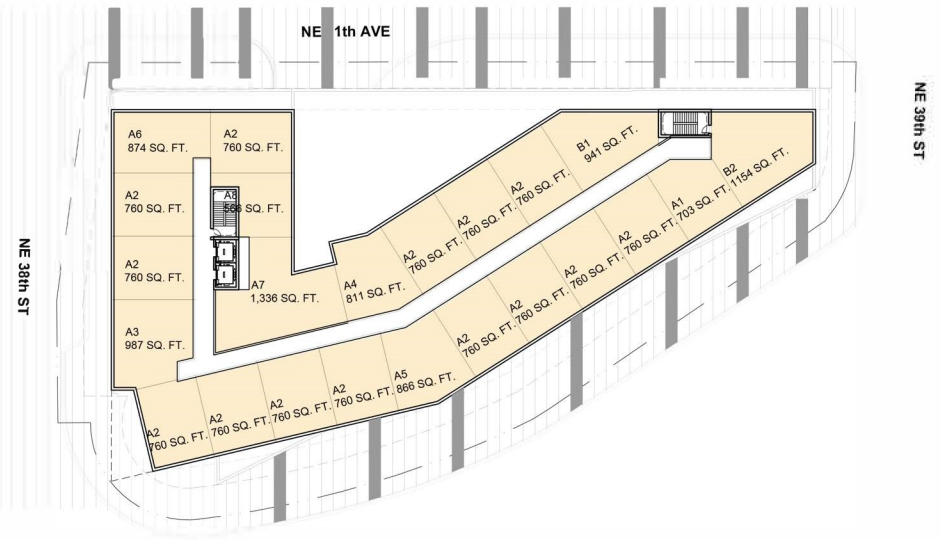 NE 1th AVE
NE 39th ST
NE 38th ST
A6
874 SQ. FT.
A2
760 SQ. FT.
A2
760 SQ. FT.
A8
566 SQ. FT.
A2
760 SQ. FT.
A7
1,336 SQ. FT.
A3
987 SQ. FT.
A4
811 SQ. FT.
A2
760 SQ. FT.
A2
760 SQ. FT.
A2
760 SQ. FT.
B1
941 SQ. FT.
B2
1154 SQ. FT.
A1
703 SQ. FT.
A2
760 SQ. FT.
A2
760 SQ. FT.
A2
760 SQ. FT.
A2
760 SQ. FT.
A5
866 SQ. FT.
A2
760 SQ. FT.
A2
760 SQ. FT.
A2
760 SQ. FT.
A2
760 SQ. FT.